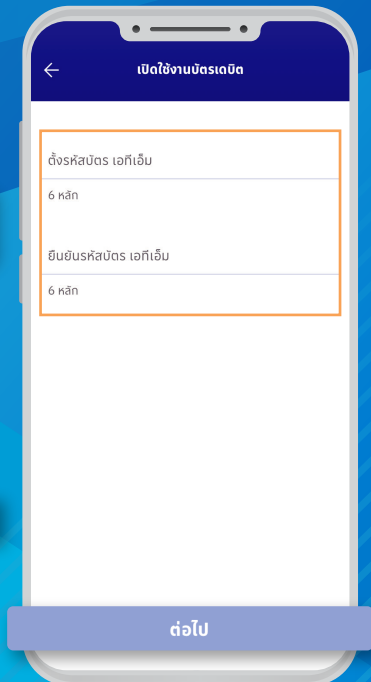 เปิดใช้งานบัตรเดบิต
ตั้งรหัสบัตร เอทีเอ็ม
6 หลัก
ยืนยันรหัสบัตร เอทีเอ็ม
6 หลัก
ต่อไป